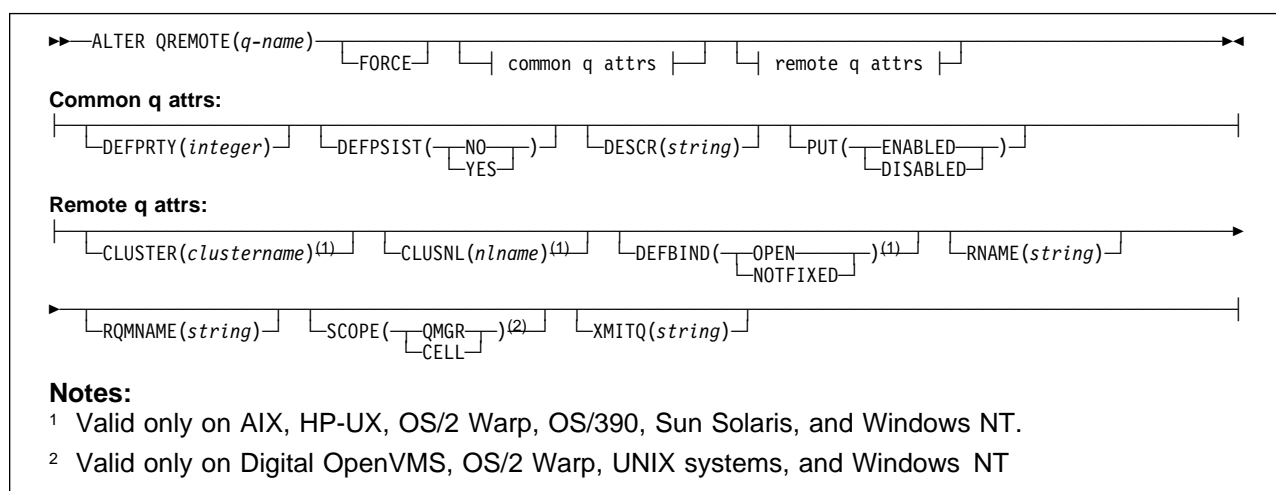 ALTER QREMOTE(q-name)
FORCE common q attrs remote q attrs
Common q attrs:
DEFPRTY(integer) DEFPSIST( NO ) DESCR(string) PUT( ENABLED )
YES DISABLED
Remote q attrs:
CLUSTER(clustername)(1) CLUSNL(nlname)(1) DEFBIND( OPEN )(1) RNAME(string)
NOTFIXED
RQMNAME(string) SCOPE( QMGR )(2) XMITQ(string)
CELL
Notes:
1 Valid only on AIX, HP-UX, OS/2 Warp, OS/390, Sun Solaris, and Windows NT.
2 Valid only on Digital OpenVMS, OS/2 Warp, UNIX systems, and Windows NT